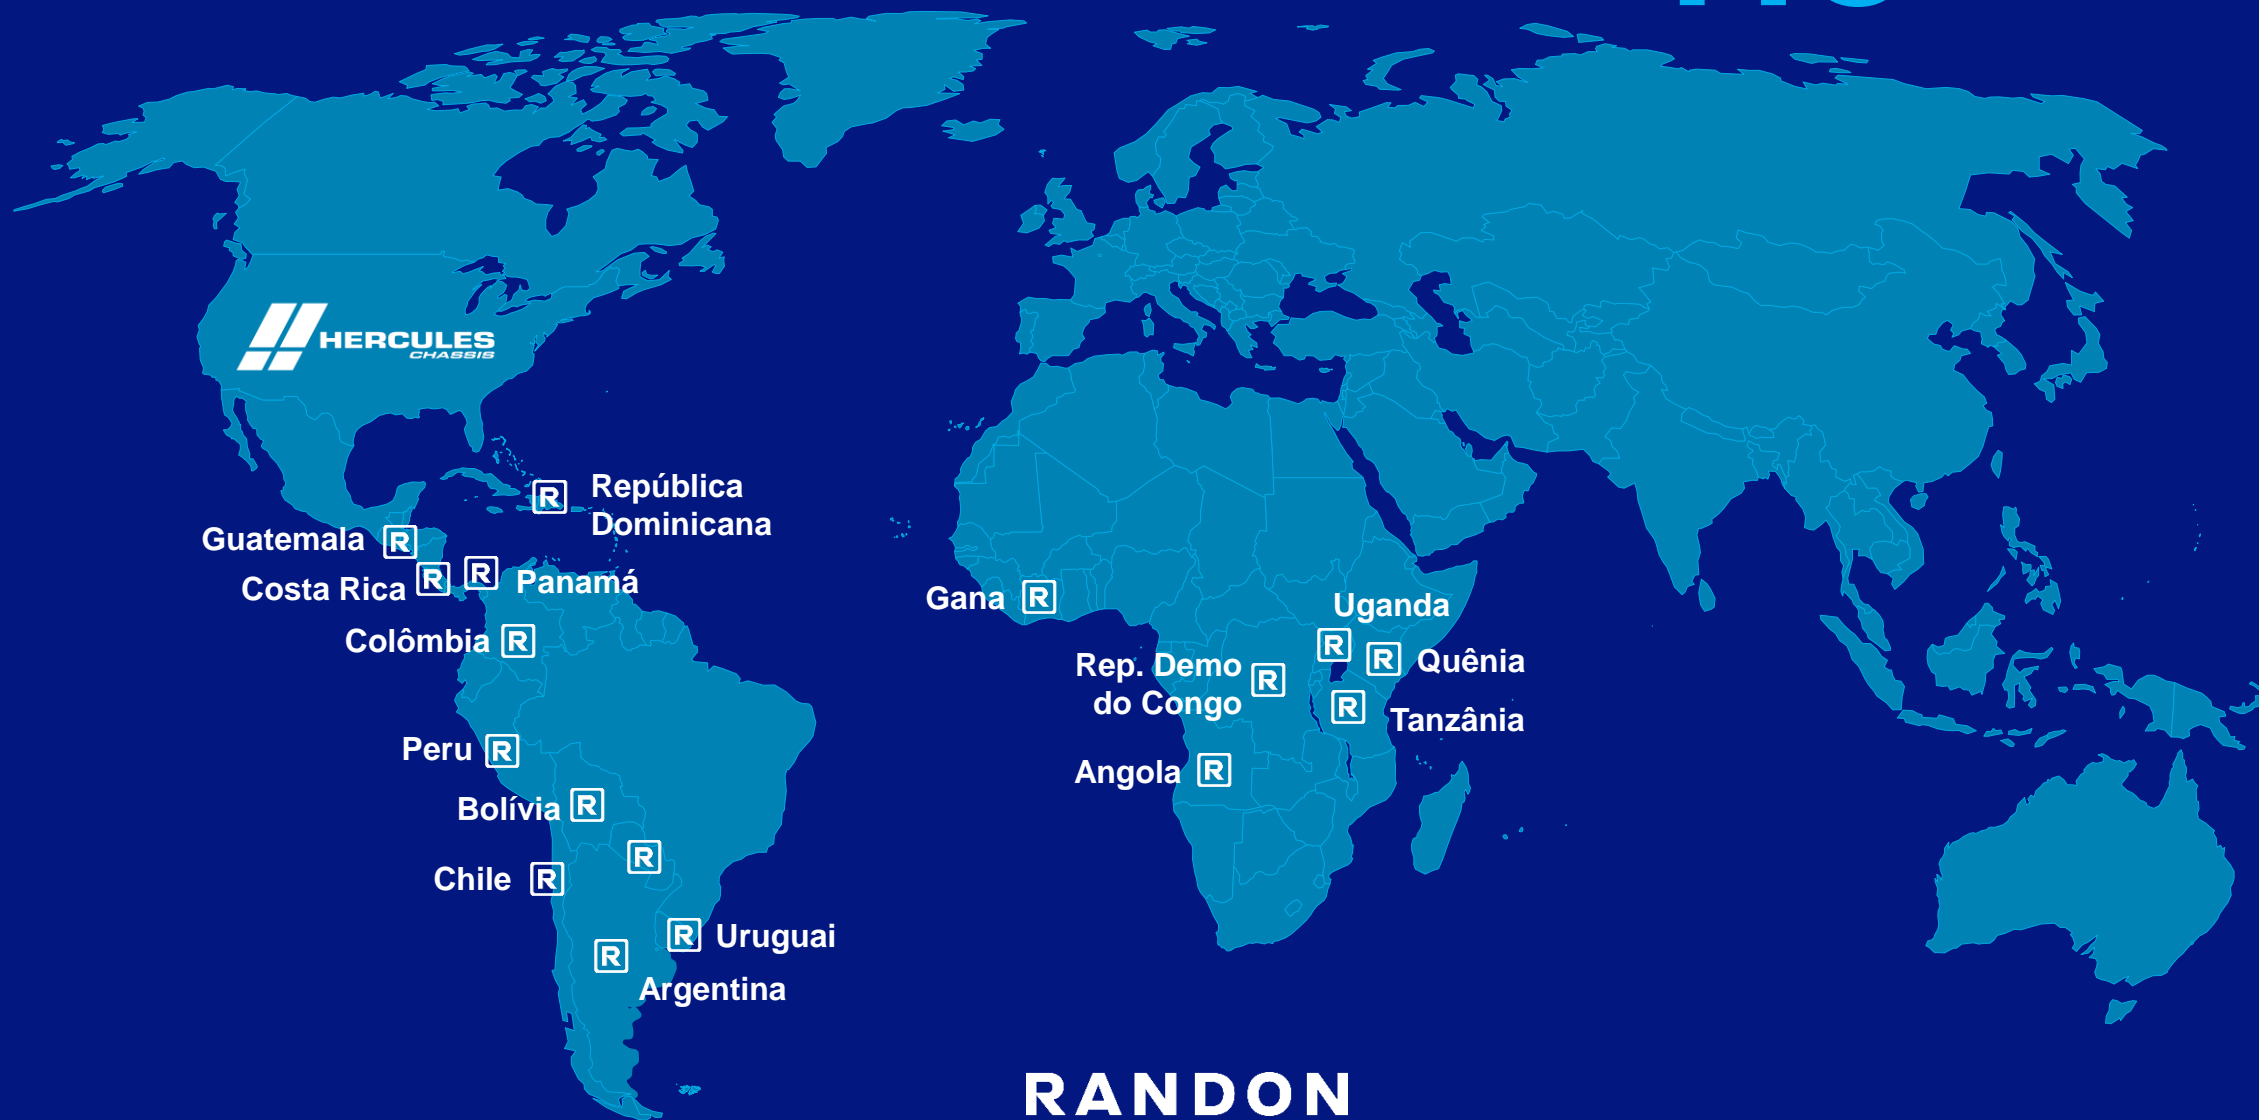 HERCULES
CHASSIS
República
Dominicana
Guatemala
R
R
Costa Rica
R
R
Panamá
Colômbia
R
Gana
R
Uganda
R
Rep. Demo
do Congo
R
R
Quênia
R
Tanzânia
Peru
R
Angola
R
Bolívia
R
R
Chile
R
R
Uruguai
R
Argentina
RANDON